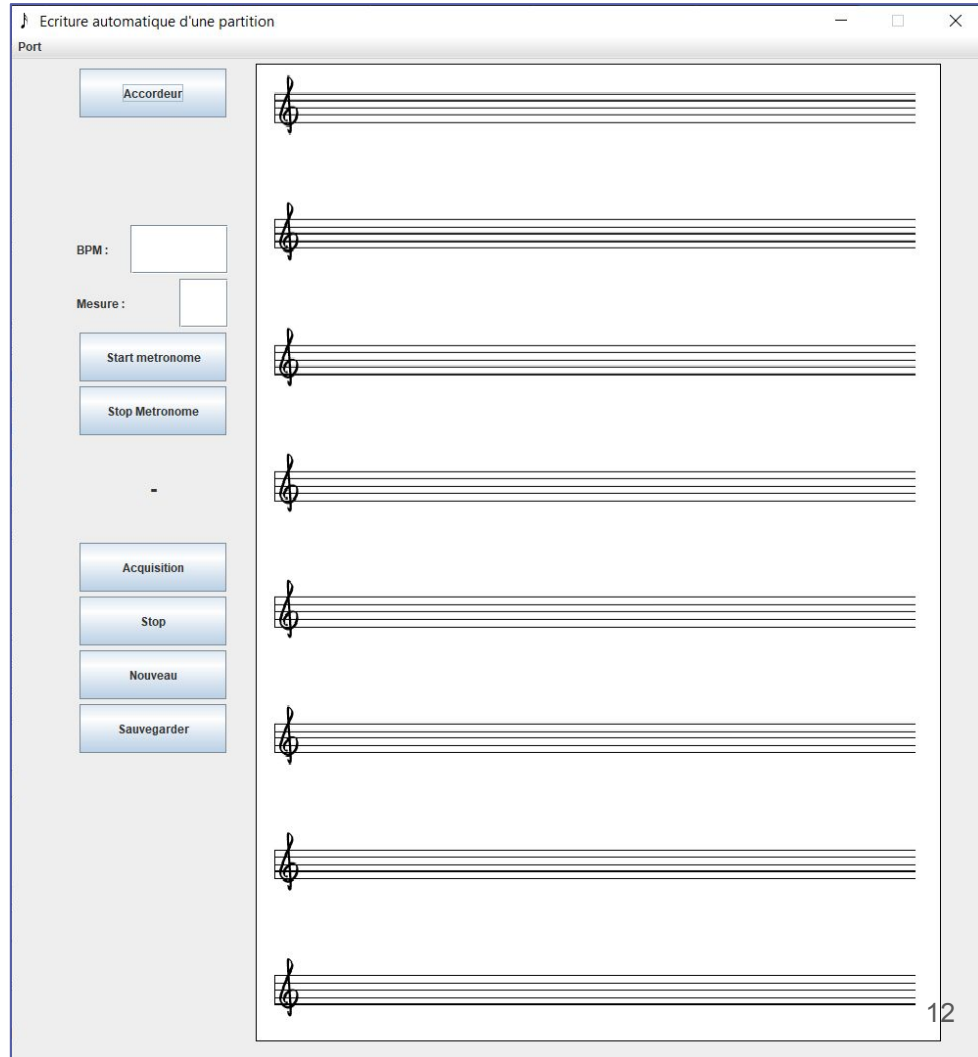 Ecriture automatique d'une partition
Port
Accordeur
BPM :
Mesure :
Start metronome
Stop Metronome
-
Acquisition
Stop
Nouveau
Sauvegarder
12